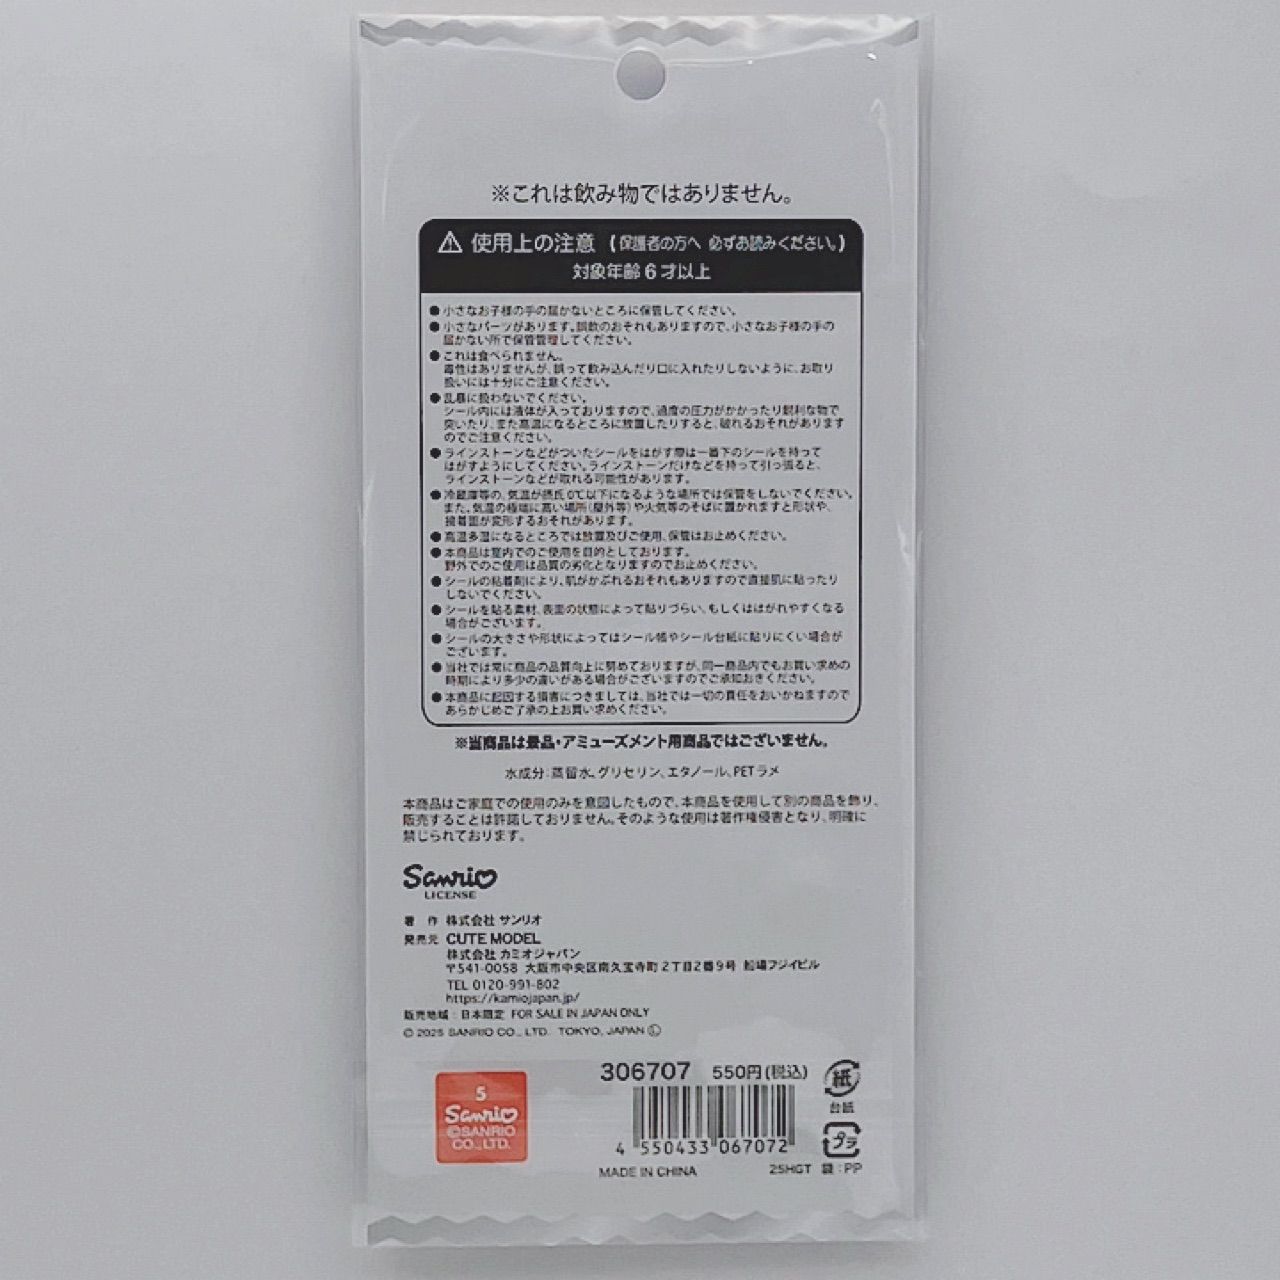 ※これは飲み物ではありません。
⚠ 使用上の注意 (保護者の方へ 必ずお読みください。)
対象年齢6才以上
●小さなお子様の手の届かないところに保管してください。
●小さなパーツがあります。誤飲のおそれもありますので、小さなお子様の手の
届かない所で保管管理してください。
●これは食べられません。
毒性はありませんが、誤って飲み込んだり口に入れたりしないように、お取り
扱いには十分にご注意ください。
●乱暴に扱わないでください。
シール内には液体が入っておりますので、過度の圧力がかかったり鋭利な物で
突いたり、また高温になるところに放置したりすると、破れるおそれがあります
のでご注意ください。
●ラインストーンなどがついたシールをはがす際は一番下のシールを持って
はがすようにしてください。ラインストーンだけなどを持って引っ張ると、
ラインストーンなどが取れる可能性があります。
●冷蔵庫等の、気温が摂氏0℃以下になるような場所では保管をしないでください。
また、気温の極端に高い場所(屋外等)や火気等のそばに置かれますと形状や、
接着面が変形するおそれがあります。
●高温多湿になるところでは放置及びご使用、保管はお止めください。
●本商品は室内でのご使用を目的としております。
野外でのご使用は品質の劣化となりますのでお止めください。
●シールの粘着剤により、肌がかぶれるおそれもありますので直接肌に貼ったり
しないでください。
●シールを貼る素材、表面の状態によって貼りづらい、もしくははがれやすくなる
場合がございます。
●シールの大きさや形状によってはシール帳やシール台紙に貼りにくい場合が
ございます。
●当社では常に商品の品質向上に努めておりますが、同一商品内でもお買い求めの
時期により多少の違いがある場合がございますのでご承知おきください。
●本商品に起因する損害につきましては、当社では一切の責任をおいかねますので
あらかじめご了承の上お買い求めください。
※当商品は景品・アミューズメント用商品ではございません。
水成分：蒸留水、グリセリン、エタノール、PETラメ
本商品はご家庭での使用のみを意図したもので、本商品を使用して別の商品を飾り、
販売することは許諾しておりません。そのような使用は著作権侵害となり、明確に
禁じられております。
Sanrio
LICENSE
著 作 株式会社 サンリオ
発売元 CUTE MODEL
株式会社 カミオジャパン
〒541-0058 大阪市中央区南久宝寺町2丁目2番9号 船場フジイビル
TEL 0120-991-802
https://kamiojapan.jp/
販売地域：日本限定 FOR SALE IN JAPAN ONLY
© 2025 SANRIO CO., LTD. TOKYO, JAPAN Ⓛ
306707 550円(税込)
紙
台紙
5
Sanrio
©SANRIO
CO., LTD.
4 550433 067072
プラ
MADE IN CHINA
25HGT 袋：PP